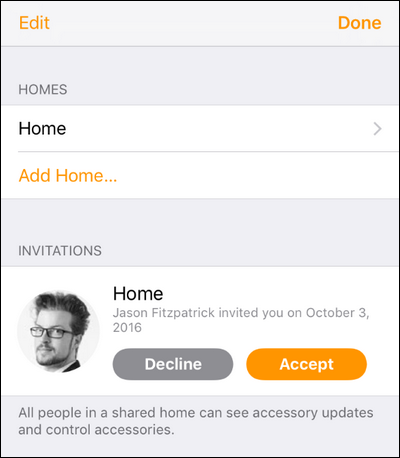 Edit
Done
HOMES
Home
Add Home...
INVITATIONS
Home
Jason Fitzpatrick invited you on October 3,
2016
Decline
Accept
All people in a shared home can see accessory updates
and control accessories.